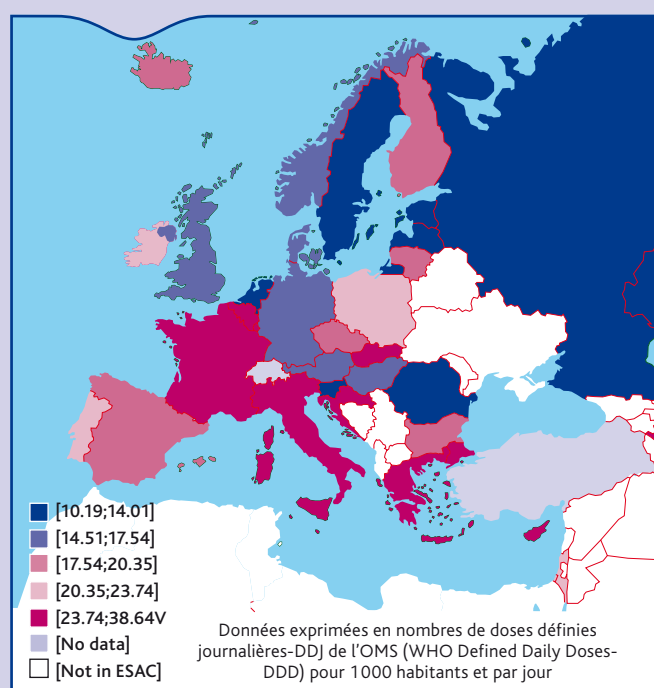 [10.19;14.01]
[14.51;17.54]
[17.54;20.35]
[20.35;23.74]
[23.74;38.64V
[No data]
[Not in ESAC]
Données exprimées en nombres de doses définies
journalières-DDJ de l'OMS (WHO Defined Daily Doses-
DDD) pour 1000 habitants et par jour